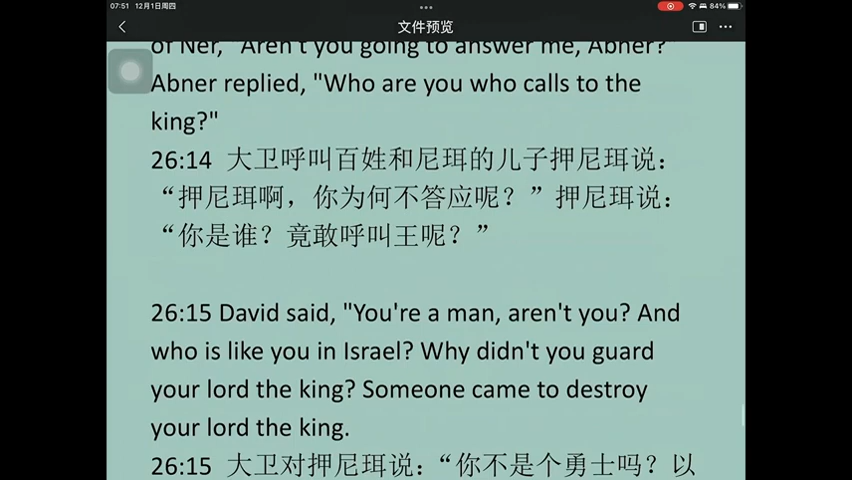 07:51 12月1日周四
84%
文件预览
of Ner, "Aren't you going to answer me, Abner?"
Abner replied, "Who are you who calls to the
king?"
26:14 大卫呼叫百姓和尼珥的儿子押尼珥说：
“押尼珥啊，你为何不答应呢？”押尼珥说：
“你是谁？竟敢呼叫王呢？”
26:15 David said, "You're a man, aren't you? And
who is like you in Israel? Why didn't you guard
your lord the king? Someone came to destroy
your lord the king.
26:15 大卫对押尼珥说：“你不是个勇士吗？以